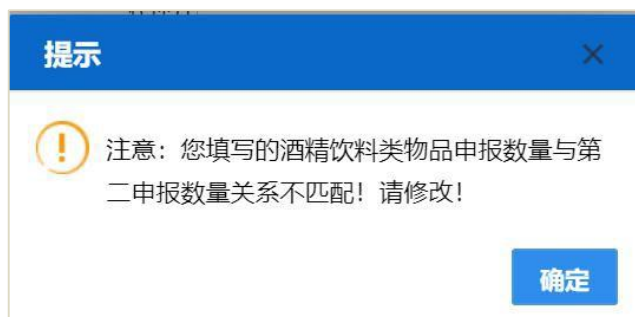 提示
注意：您填写的酒精饮料类物品申报数量与第
二申报数量关系不匹配！请修改！
确定